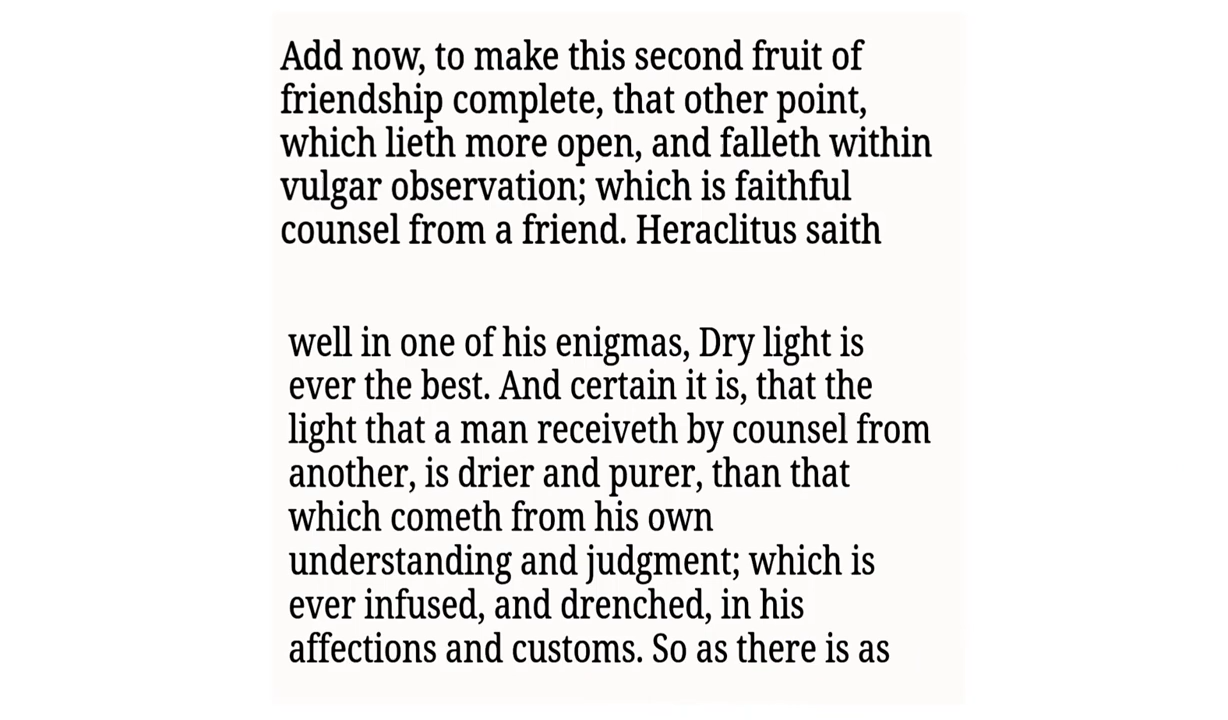 Add now, to make this second fruit of
friendship complete, that other point,
which lieth more open, and falleth within
vulgar observation; which is faithful
counsel from a friend. Heraclitus saith
well in one of his enigmas, Dry light is
ever the best. And certain it is, that the
light that a man receiveth by counsel from
another, is drier and purer, than that
which cometh from his own
understanding and judgment; which is
ever infused, and drenched, in his
affections and customs. So as there is as